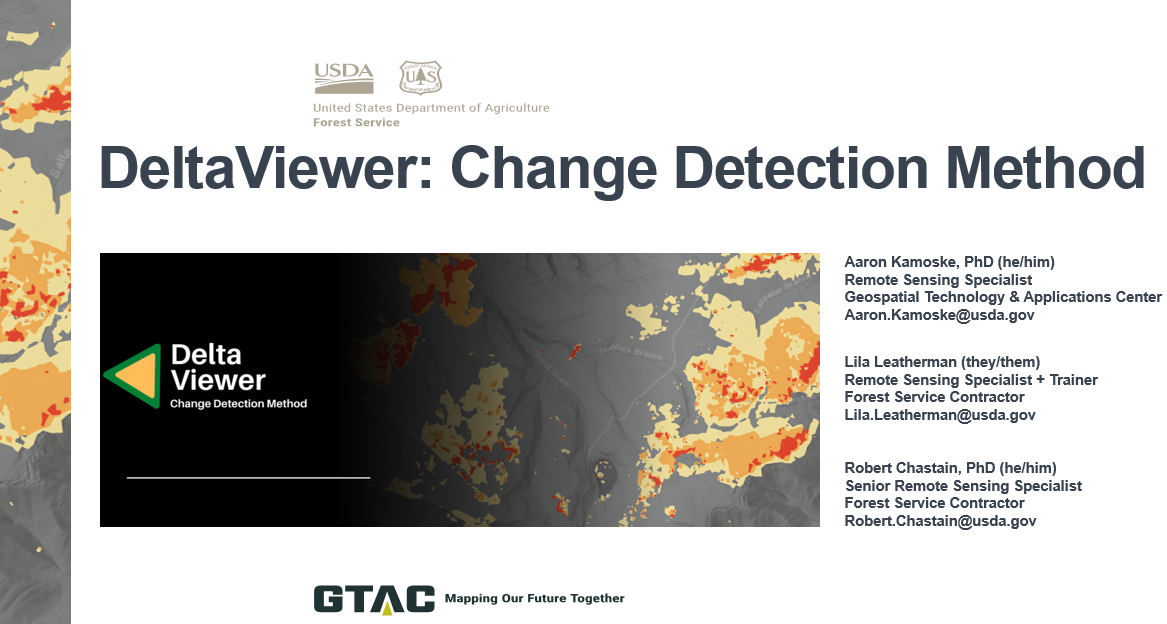 USDA
United States Department of Agriculture
Forest Service
DeltaViewer: Change Detection Method
Delta
Viewer
Change Detection Method
Aaron Kamoske, PhD (he/him)
Remote Sensing Specialist
Geospatial Technology & Applications Center
Aaron.Kamoske@usda.gov
Lila Leatherman (they/them)
Remote Sensing Specialist + Trainer
Forest Service Contractor
Lila.Leatherman@usda.gov
Robert Chastain, PhD (he/him)
Senior Remote Sensing Specialist
Forest Service Contractor
Robert.Chastain@usda.gov
GTAC Mapping Our Future Together